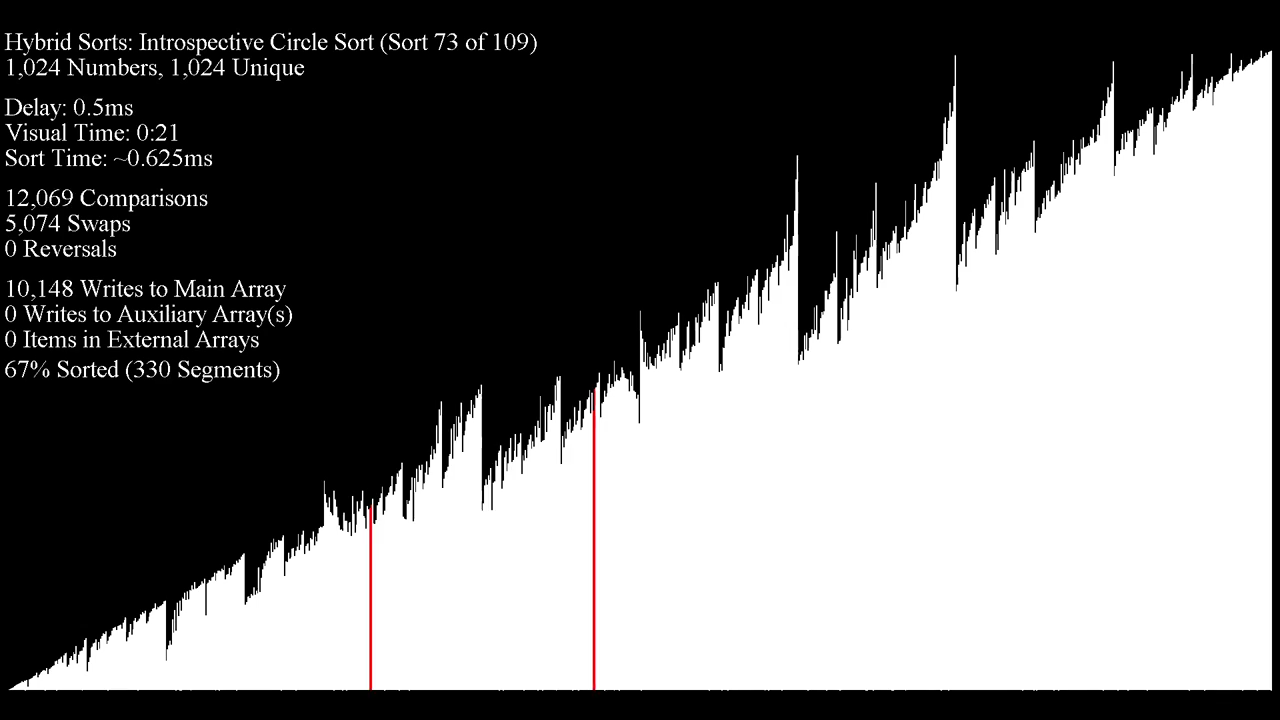 Hybrid Sorts: Introspective Circle Sort (Sort 73 of 109)
1,024 Numbers, 1,024 Unique
Delay: 0.5ms
Visual Time: 0:21
Sort Time: ~0.625ms
12,069 Comparisons
5,074 Swaps
0 Reversals
10,148 Writes to Main Array
0 Writes to Auxiliary Array(s)
0 Items in External Arrays
67% Sorted (330 Segments)